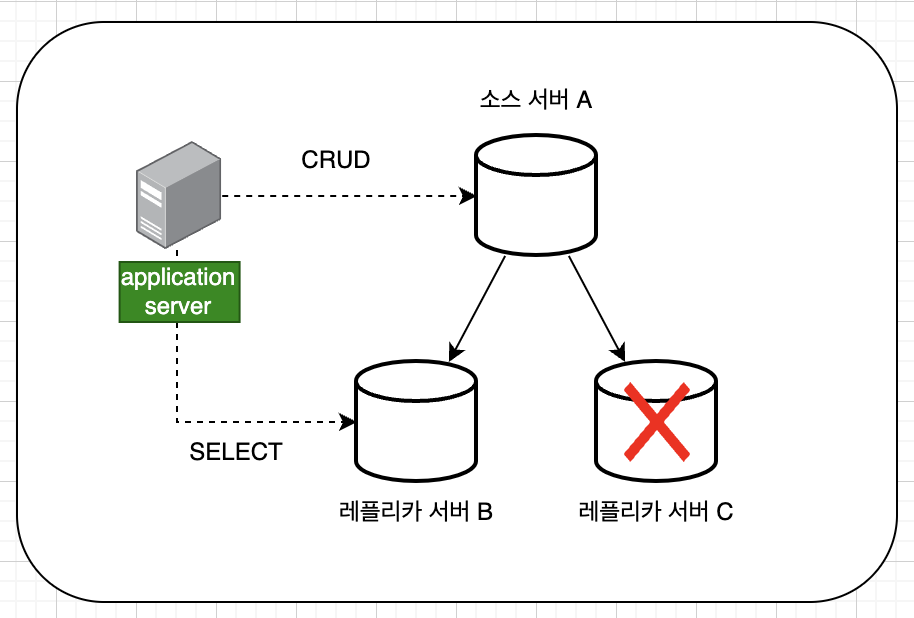 소스 서버 A
CRUD
application
server
SELECT
레플리카 서버 B
레플리카 서버 C